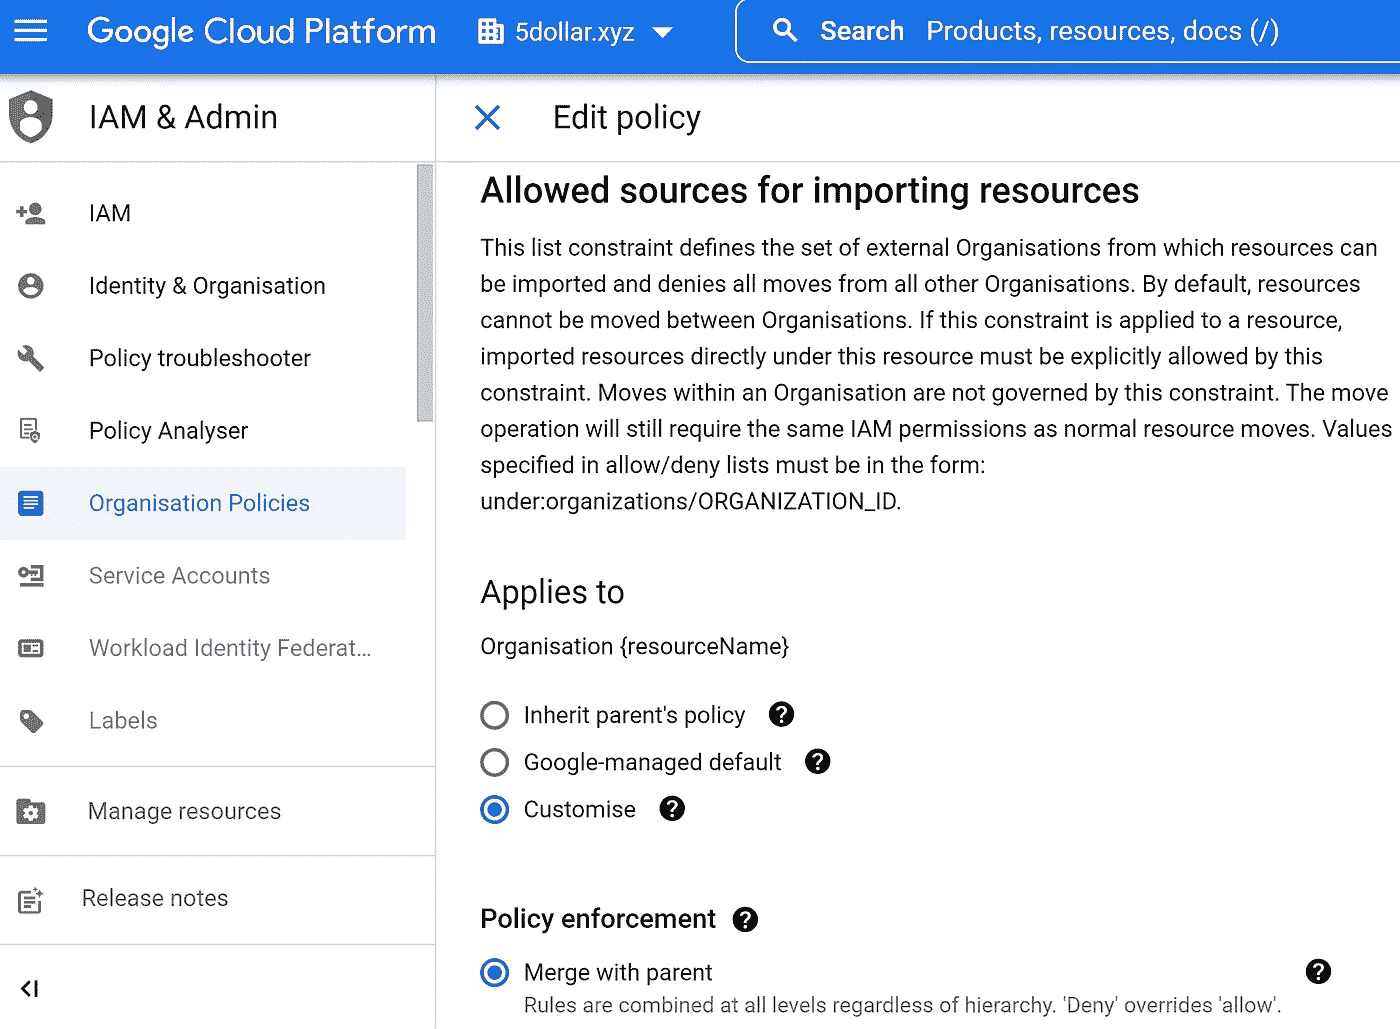 Google Cloud Platform
5dollar.xyz
Search Products, resources, docs (/)
IAM & Admin
Edit policy
IAM
Identity & Organisation
Policy troubleshooter
Policy Analyser
Organisation Policies
Service Accounts
Workload Identity Federat...
Labels
Manage resources
Release notes
Allowed sources for importing resources
This list constraint defines the set of external Organisations from which resources can
be imported and denies all moves from all other Organisations. By default, resources
cannot be moved between Organisations. If this constraint is applied to a resource,
imported resources directly under this resource must be explicitly allowed by this
constraint. Moves within an Organisation are not governed by this constraint. The move
operation will still require the same IAM permissions as normal resource moves. Values
specified in allow/deny lists must be in the form:
under:organizations/ORGANIZATION_ID.
Applies to
Organisation {resourceName}
Inherit parent's policy
Google-managed default
Customise
Policy enforcement
Merge with parent
Rules are combined at all levels regardless of hierarchy. 'Deny' overrides 'allow'.